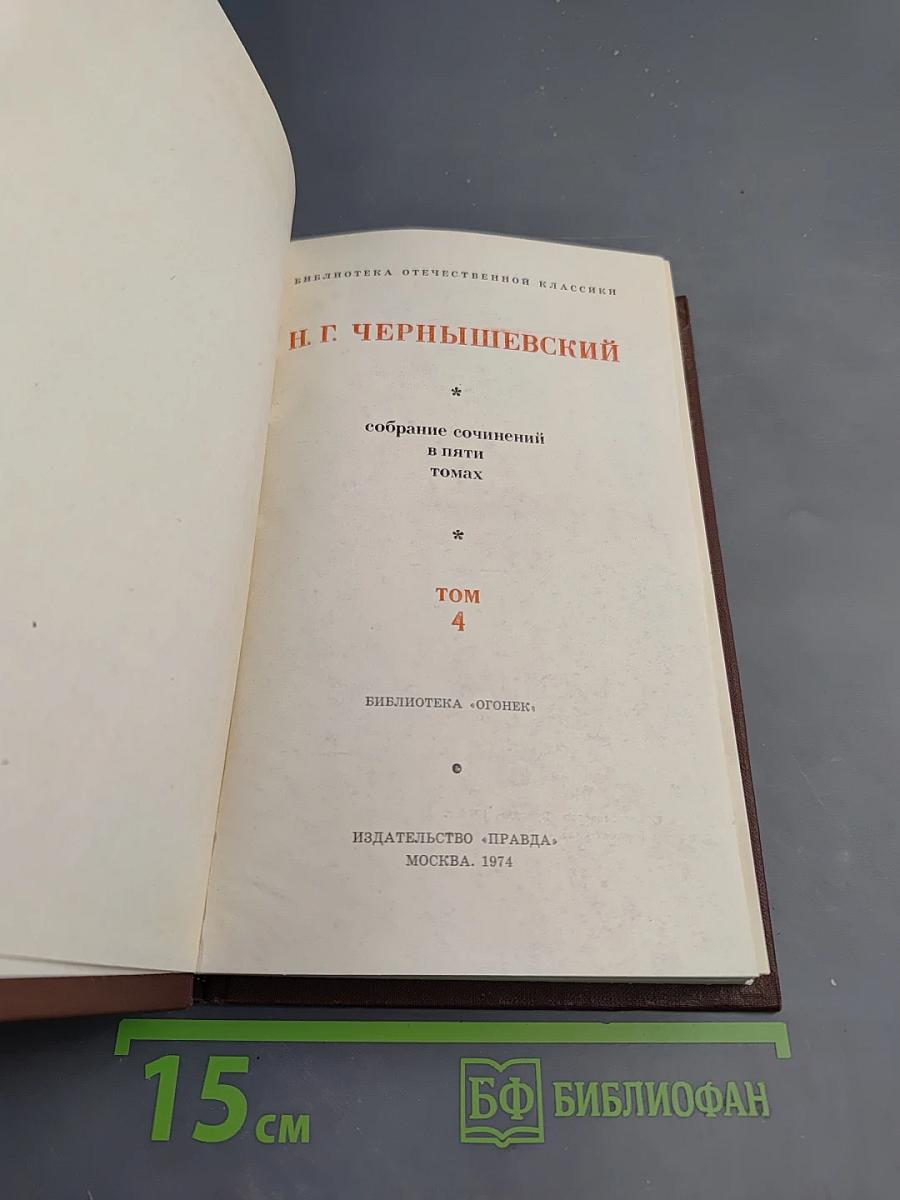 БИБЛИОТЕКА ОТЕЧЕСТВЕННОЙ КЛАССИКИ
Н. Г. ЧЕРНЫШЕВСКИЙ
*
собрание сочинений
в пяти
томах
*
ТОМ
4
БИБЛИОТЕКА «ОГОНЕК»
ИЗДАТЕЛЬСТВО «ПРАВДА»
МОСКВА. 1974
15 см
БФ БИБЛИОФАН